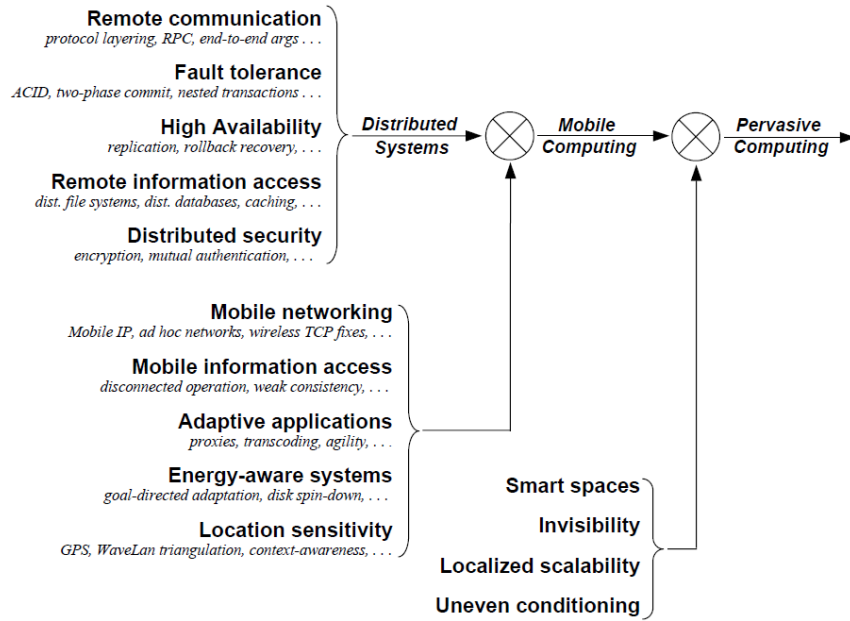 Remote communication
protocol layering, RPC, end-to-end args . . .
Fault tolerance
ACID, two-phase commit, nested transactions . . .
High Availability
replication, rollback recovery, . . .
Remote information access
dist. file systems, dist. databases, caching, . . .
Distributed security
encryption, mutual authentication, . . .
Distributed
Systems
Mobile
Computing
Pervasive
Computing
Mobile networking
Mobile IP, ad hoc networks, wireless TCP fixes, . . .
Mobile information access
disconnected operation, weak consistency, . . .
Adaptive applications
proxies, transcoding, agility, . . .
Energy-aware systems
goal-directed adaptation, disk spin-down, . . .
Location sensitivity
GPS, WaveLan triangulation, context-awareness, . . .
Smart spaces
Invisibility
Localized scalability
Uneven conditioning